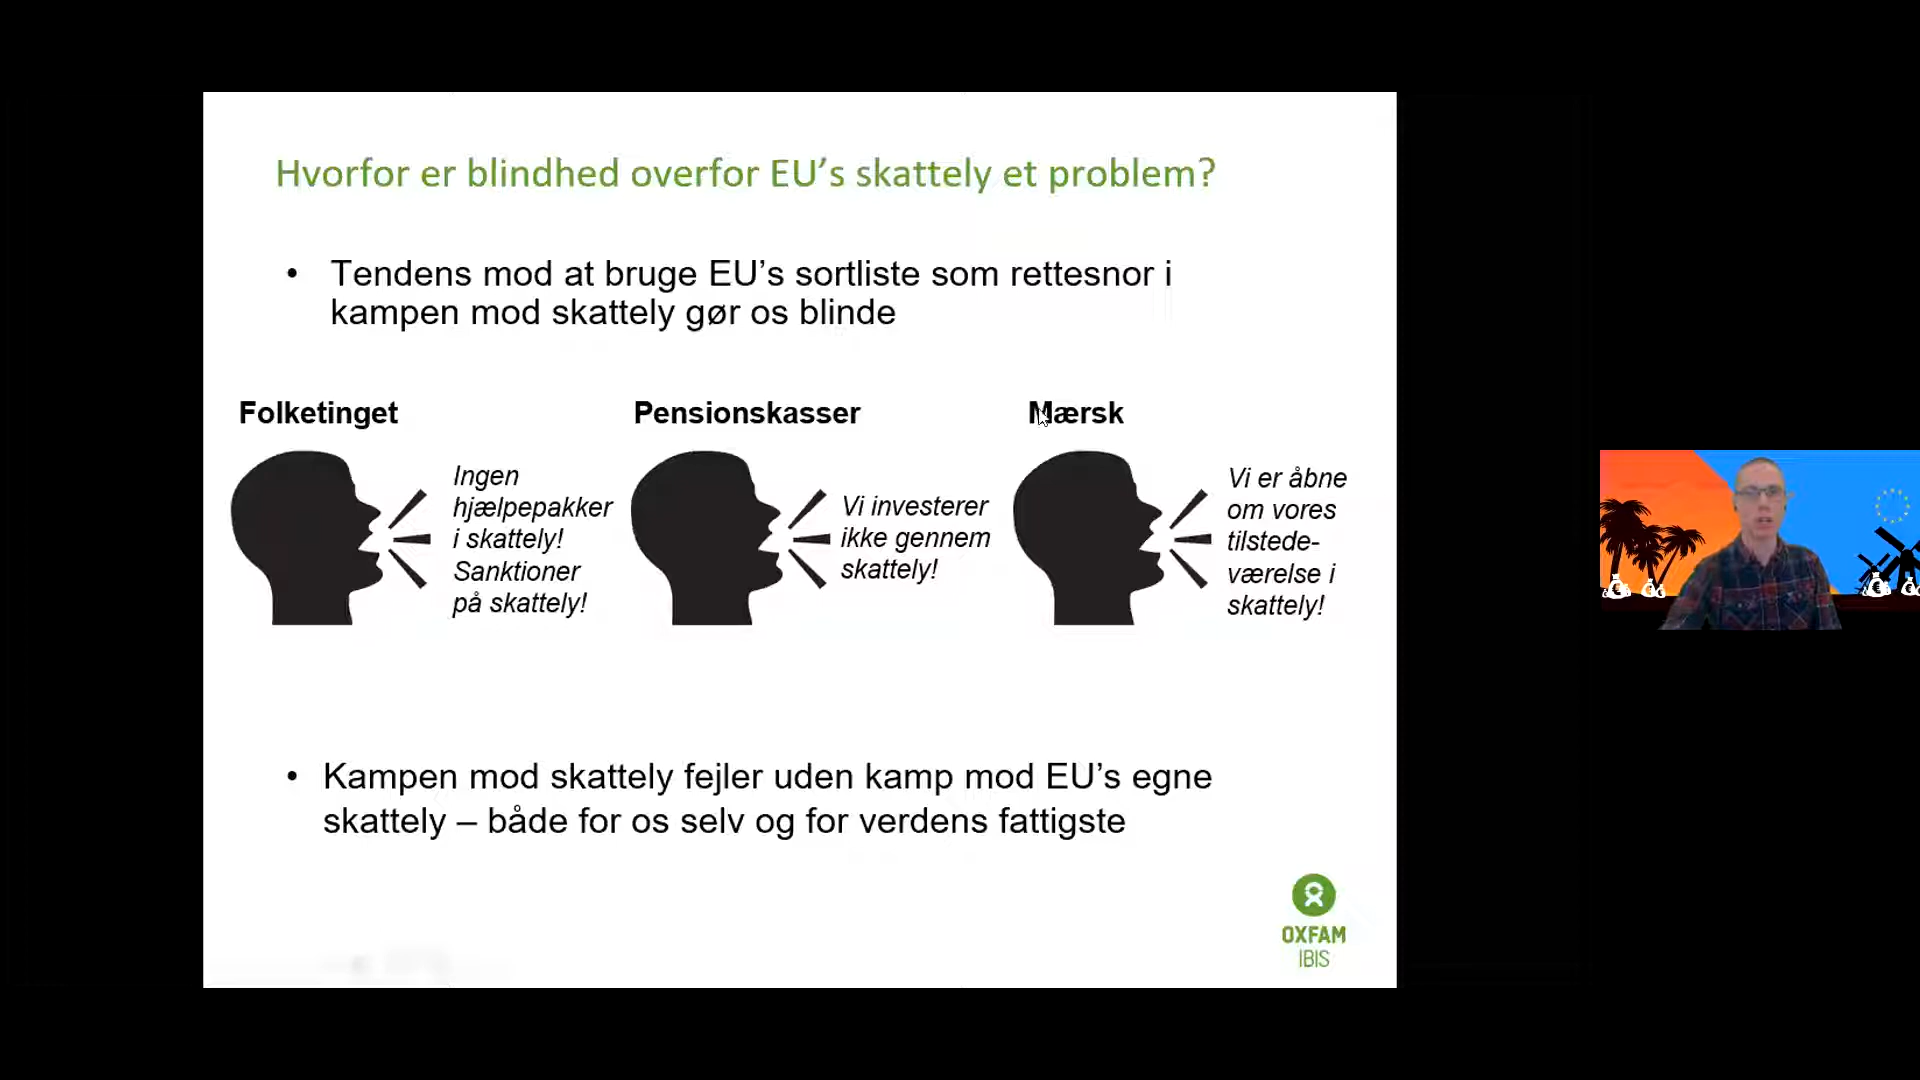 Hvorfor er blindhed overfor EU’s skattely et problem?
• Tendens mod at bruge EU’s sortliste som rettesnor i
kampen mod skattely gør os blinde
Folketinget
Ingen
hjælpepakker
i skattely!
Sanktioner
på skattely!
Pensionskasser
Vi investerer
ikke gennem
skattely!
Mærsk
Vi er åbne
om vores
tilstede-
værelse i
skattely!
• Kampen mod skattely fejler uden kamp mod EU’s egne
skattely – både for os selv og for verdens fattigste
OXFAM
IBIS